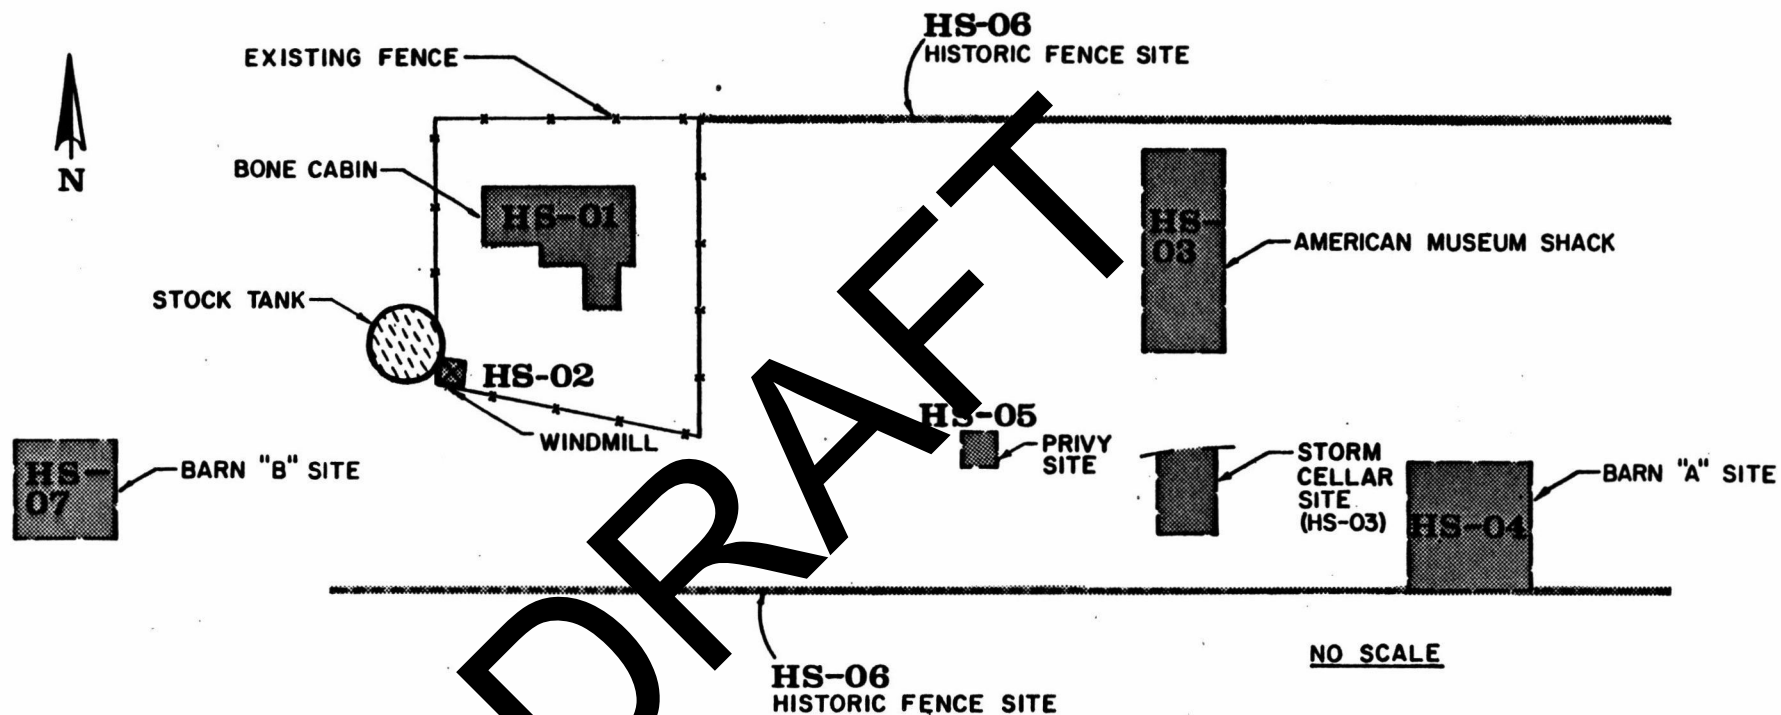 HS-06
HISTORIC FENCE SITE
EXISTING FENCE
N
BONE CABIN
HS-01
HS-
03
AMERICAN MUSEUM SHACK
STOCK TANK
HS-02
WINDMILL
HS-05
PRIVY
SITE
HS-
07
BARN "B" SITE
STORM
CELLAR
SITE
(HS-03)
BARN "A" SITE
HS-04
HS-06
HISTORIC FENCE SITE
NO SCALE
DRAFT